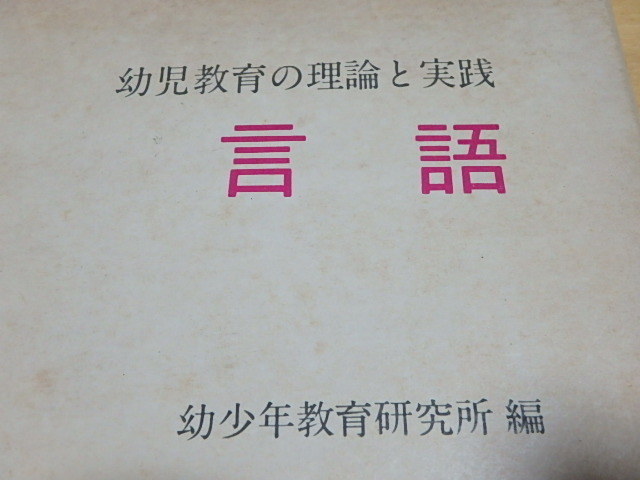 幼児教育の理論と実践
言語
幼少年教育研究所 編